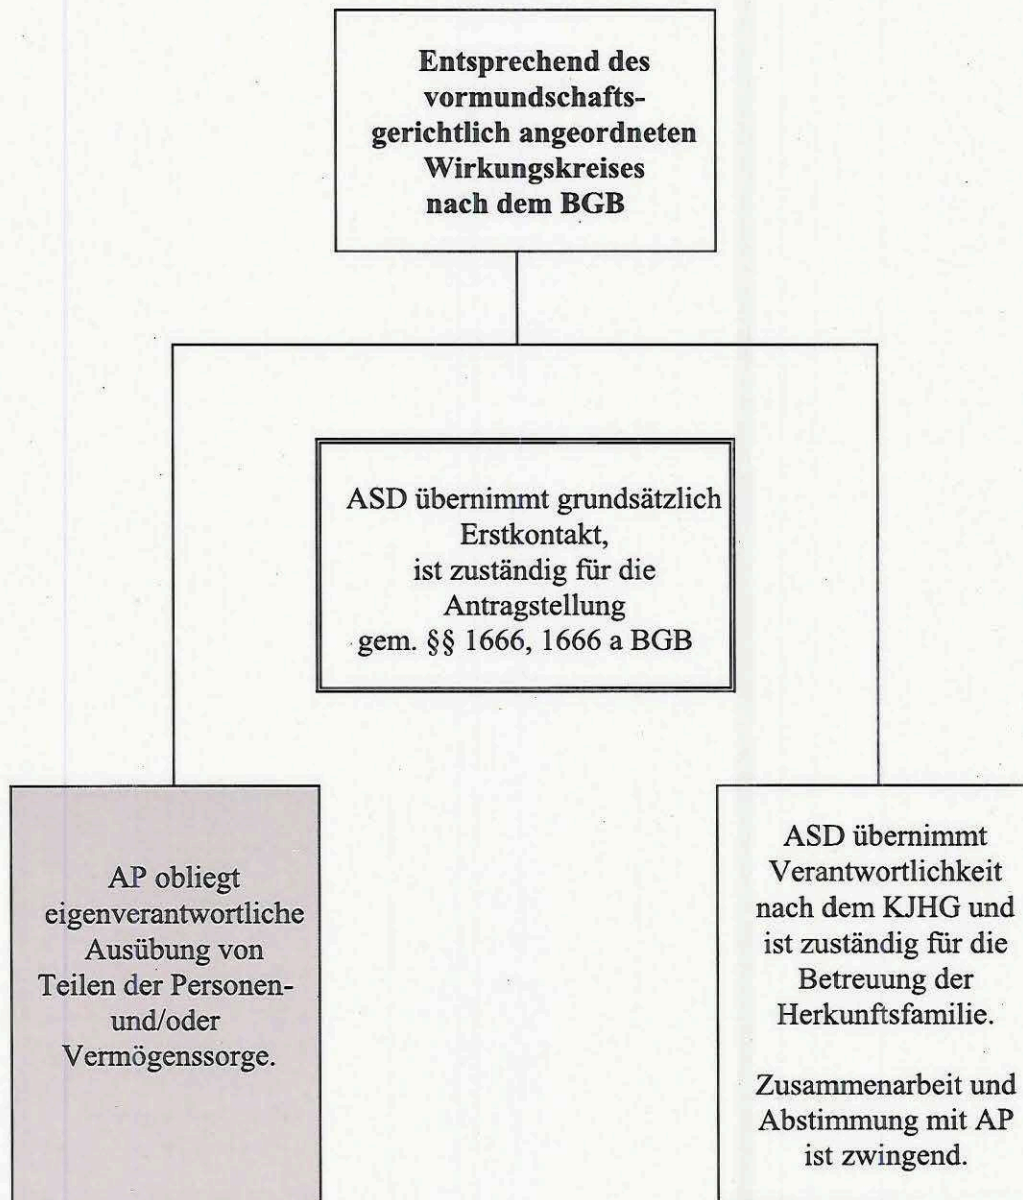 Entsprechend des
vormundschafts-
gerichtlich angeordneten
Wirkungskreises
nach dem BGB
ASD übernimmt grundsätzlich
Erstkontakt,
ist zuständig für die
Antragstellung
gem. §§ 1666, 1666 a BGB
AP obliegt
eigenverantwortliche
Ausübung von
Teilen der Personen-
und/oder
Vermögenssorge.
ASD übernimmt
Verantwortlichkeit
nach dem KJHG und
ist zuständig für die
Betreuung der
Herkunftsfamilie.
Zusammenarbeit und
Abstimmung mit AP
ist zwingend.